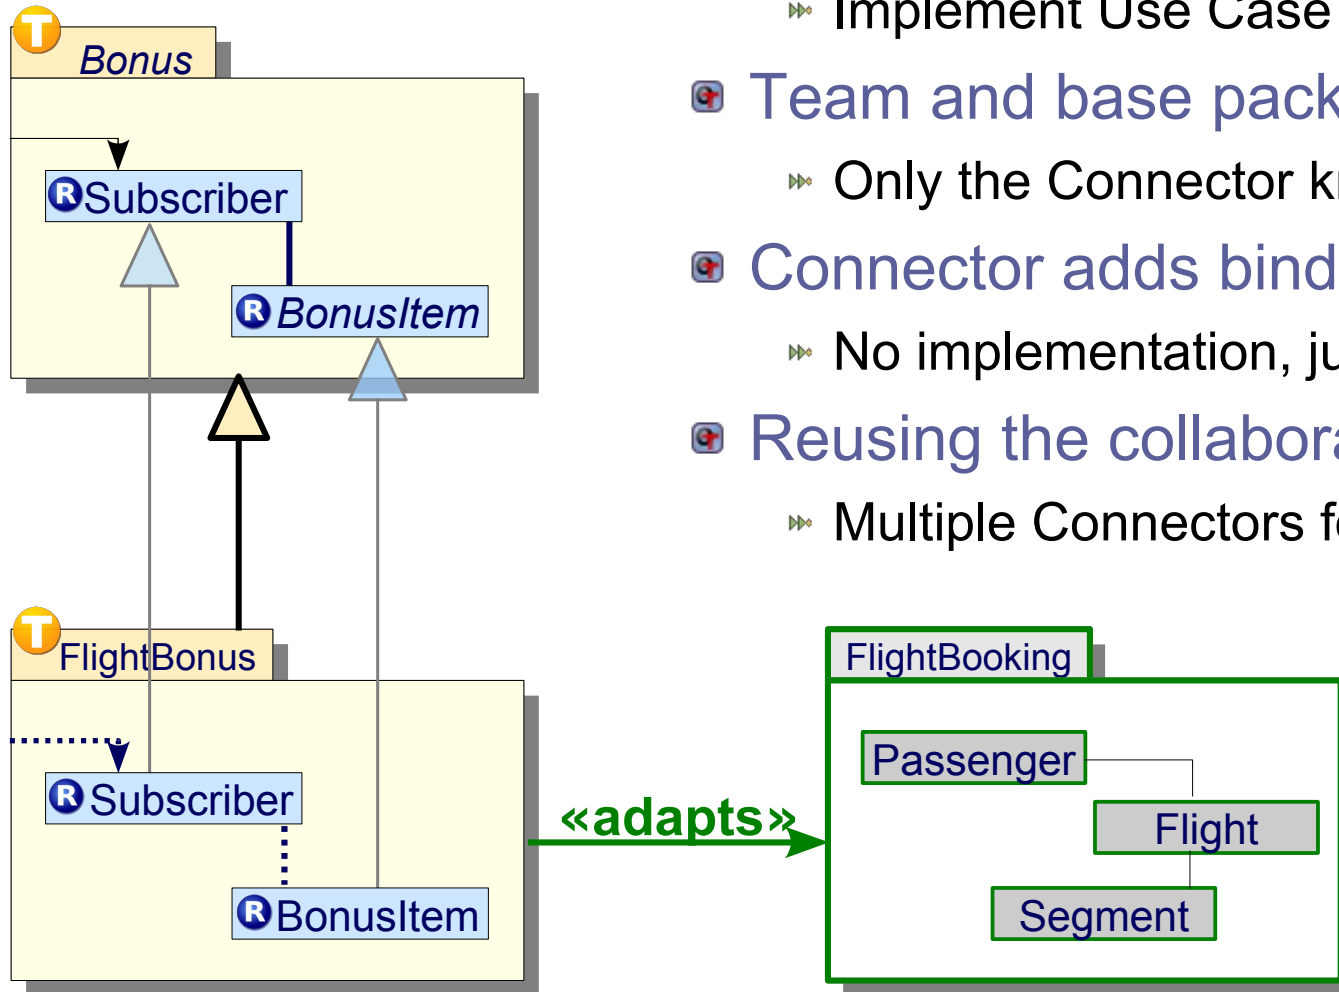 T
Bonus
R Subscriber
R BonusItem
Implement Use Case
Team and base pack
Only the Connector k
Connector adds bind
No implementation, ju
Reusing the collabora
Multiple Connectors f
T
FlightBonus
R Subscriber
R BonusItem
«adapts»
FlightBooking
Passenger
Flight
Segment